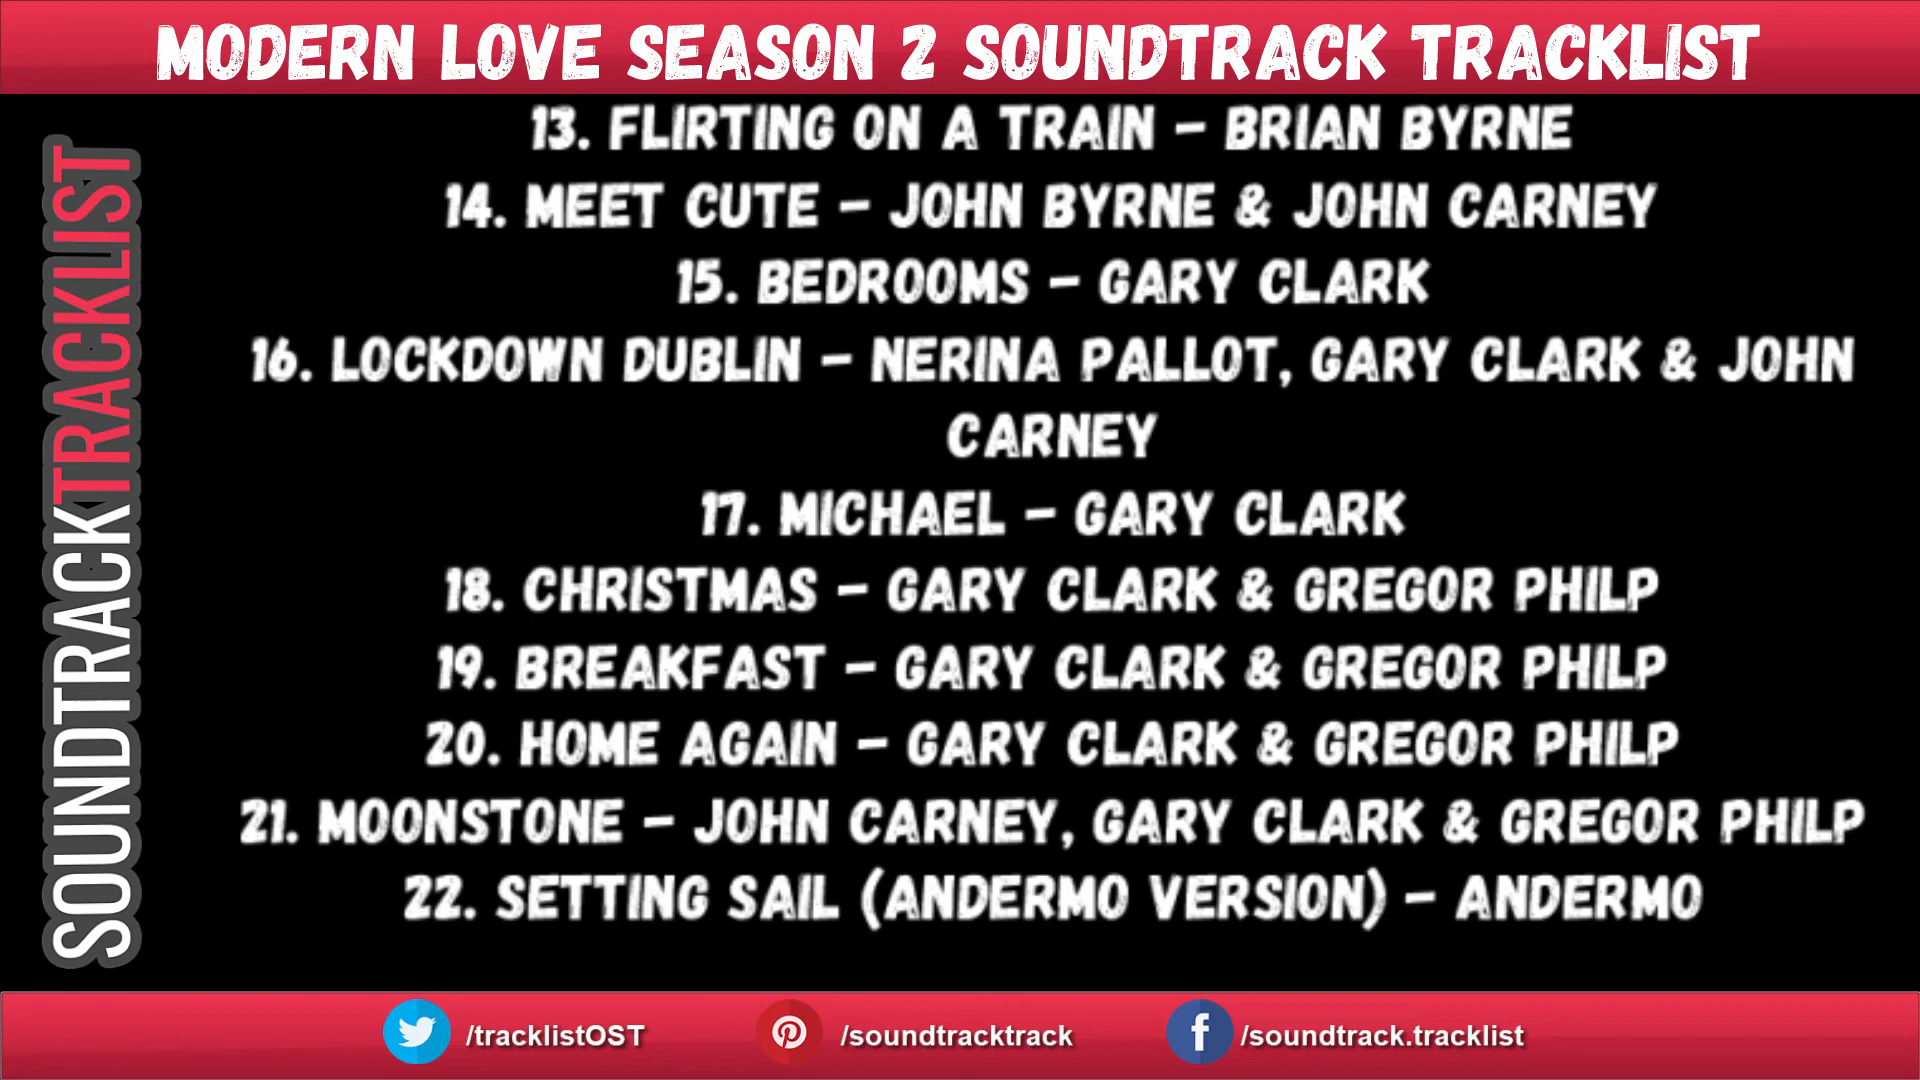 MODERN LOVE SEASON 2 SOUNDTRACK TRACKLIST
SOUNDTRACKTRACKLIST
13. FLIRTING ON A TRAIN – BRIAN BYRNE
14. MEET CUTE – JOHN BYRNE & JOHN CARNEY
15. BEDROOMS – GARY CLARK
16. LOCKDOWN DUBLIN – NERINA PALLOT, GARY CLARK & JOHN
CARNEY
17. MICHAEL – GARY CLARK
18. CHRISTMAS – GARY CLARK & GREGOR PHILP
19. BREAKFAST – GARY CLARK & GREGOR PHILP
20. HOME AGAIN – GARY CLARK & GREGOR PHILP
21. MOONSTONE – JOHN CARNEY, GARY CLARK & GREGOR PHILP
22. SETTING SAIL (ANDERMO VERSION) – ANDERMO
/tracklistOST
/soundtracktrack
/soundtrack.tracklist